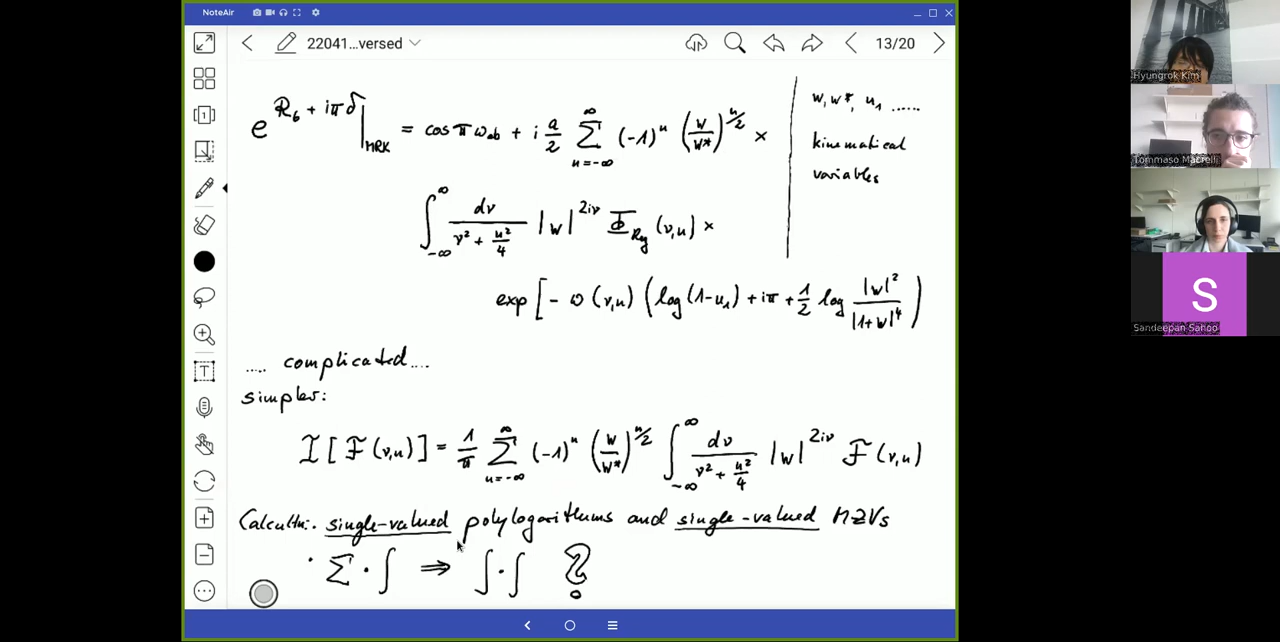 NoteAir
22041...versed
13/20
e^{R_6 + iπδ}|_{MRK} = cos πω_{ab} + i a/2 Σ_{n=-∞}^{∞} (-1)^n (w/w*)^{n/2} ×
w, w*, u_1 ......
kinematical
variables
∫_{-∞}^{∞} dν/(ν² + n²/4) |w|^{2iν} Φ_{Reg} (ν,n) ×
exp [ - ω(ν,n) ( log(1-u_1) + iπ + 1/2 log |w|²/|1+w|⁴ )
..... complicated....
simpler:
I[F(ν,n)] = 1/π Σ_{n=-∞}^{∞} (-1)^n (w/w*)^{n/2} ∫_{-∞}^{∞} dν/(ν² + n²/4) |w|^{2iν} F(ν,n)
single-valued polylogarithms and single-valued MZVs
· Σ · ∫ ⇒ ∫ · ∫ ?
Hyungrok Kim
Tommaso Macrelli
S
Sandeepan Sahoo